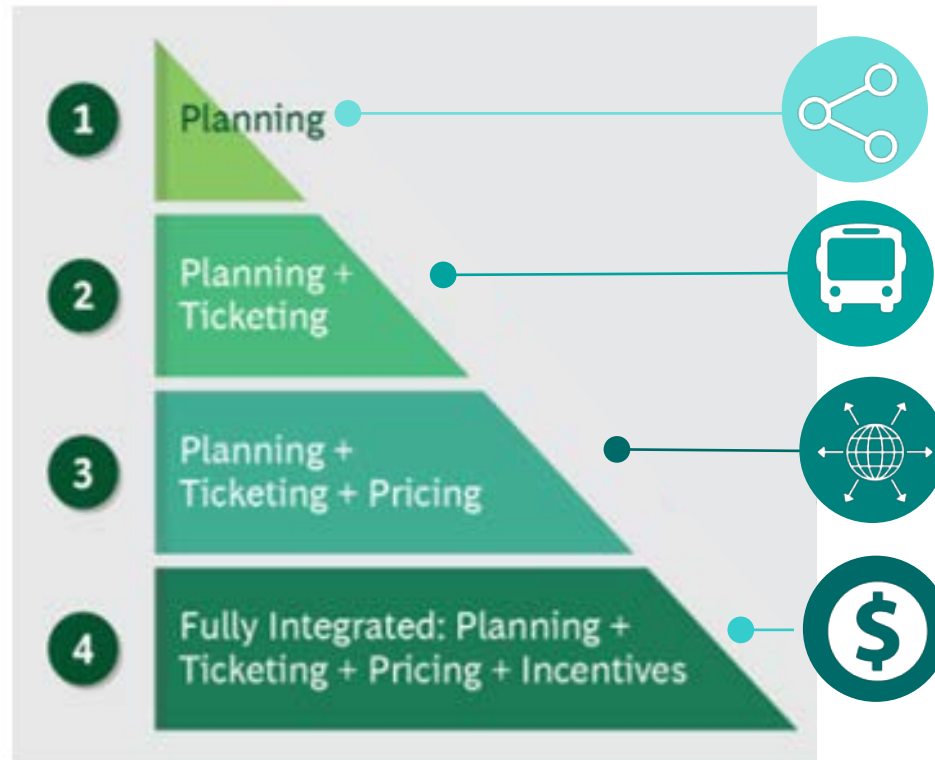 1
Planning
2
Planning +
Ticketing
3
Planning +
Ticketing + Pricing
4
Fully Integrated: Planning +
Ticketing + Pricing + Incentives
$